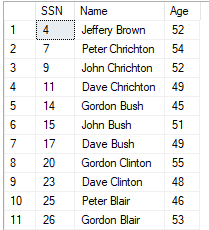 SSN Name Age
1 4 Jeffery Brown 52
2 7 Peter Chrichton 54
3 9 John Chrichton 52
4 11 Dave Chrichton 49
5 14 Gordon Bush 45
6 15 John Bush 51
7 17 Dave Bush 49
8 20 Gordon Clinton 55
9 23 Dave Clinton 48
10 25 Peter Blair 46
11 26 Gordon Blair 53